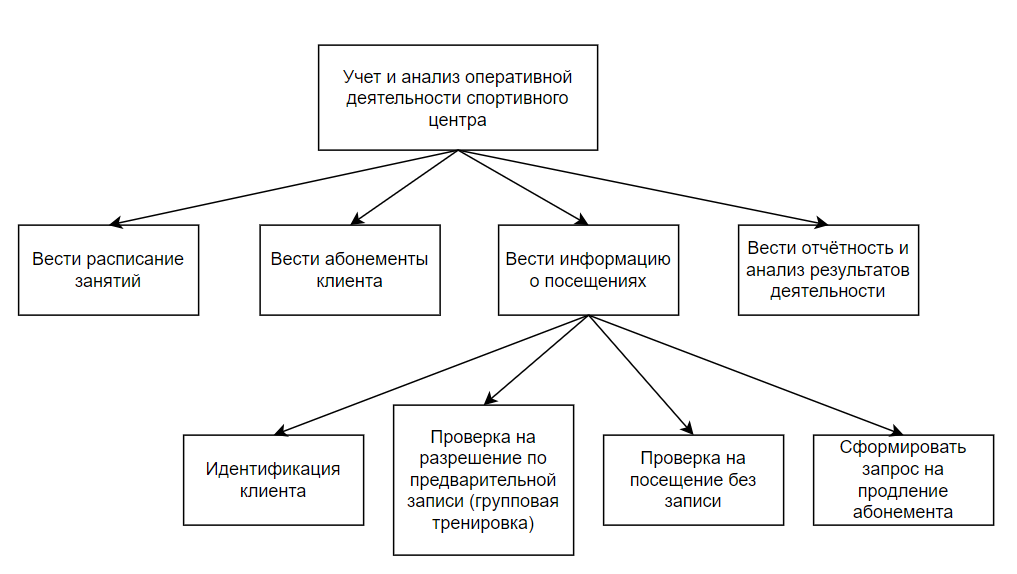 Учет и анализ оперативной
деятельности спортивного
центра
Вести расписание
занятий
Вести абонементы
клиента
Вести информацию
о посещениях
Вести отчётность и
анализ результатов
деятельности
Идентификация
клиента
Проверка на
разрешение по
предварительной
записи (групповая
тренировка)
Проверка на
посещение без
записи
Сформировать
запрос на
продление
абонемента